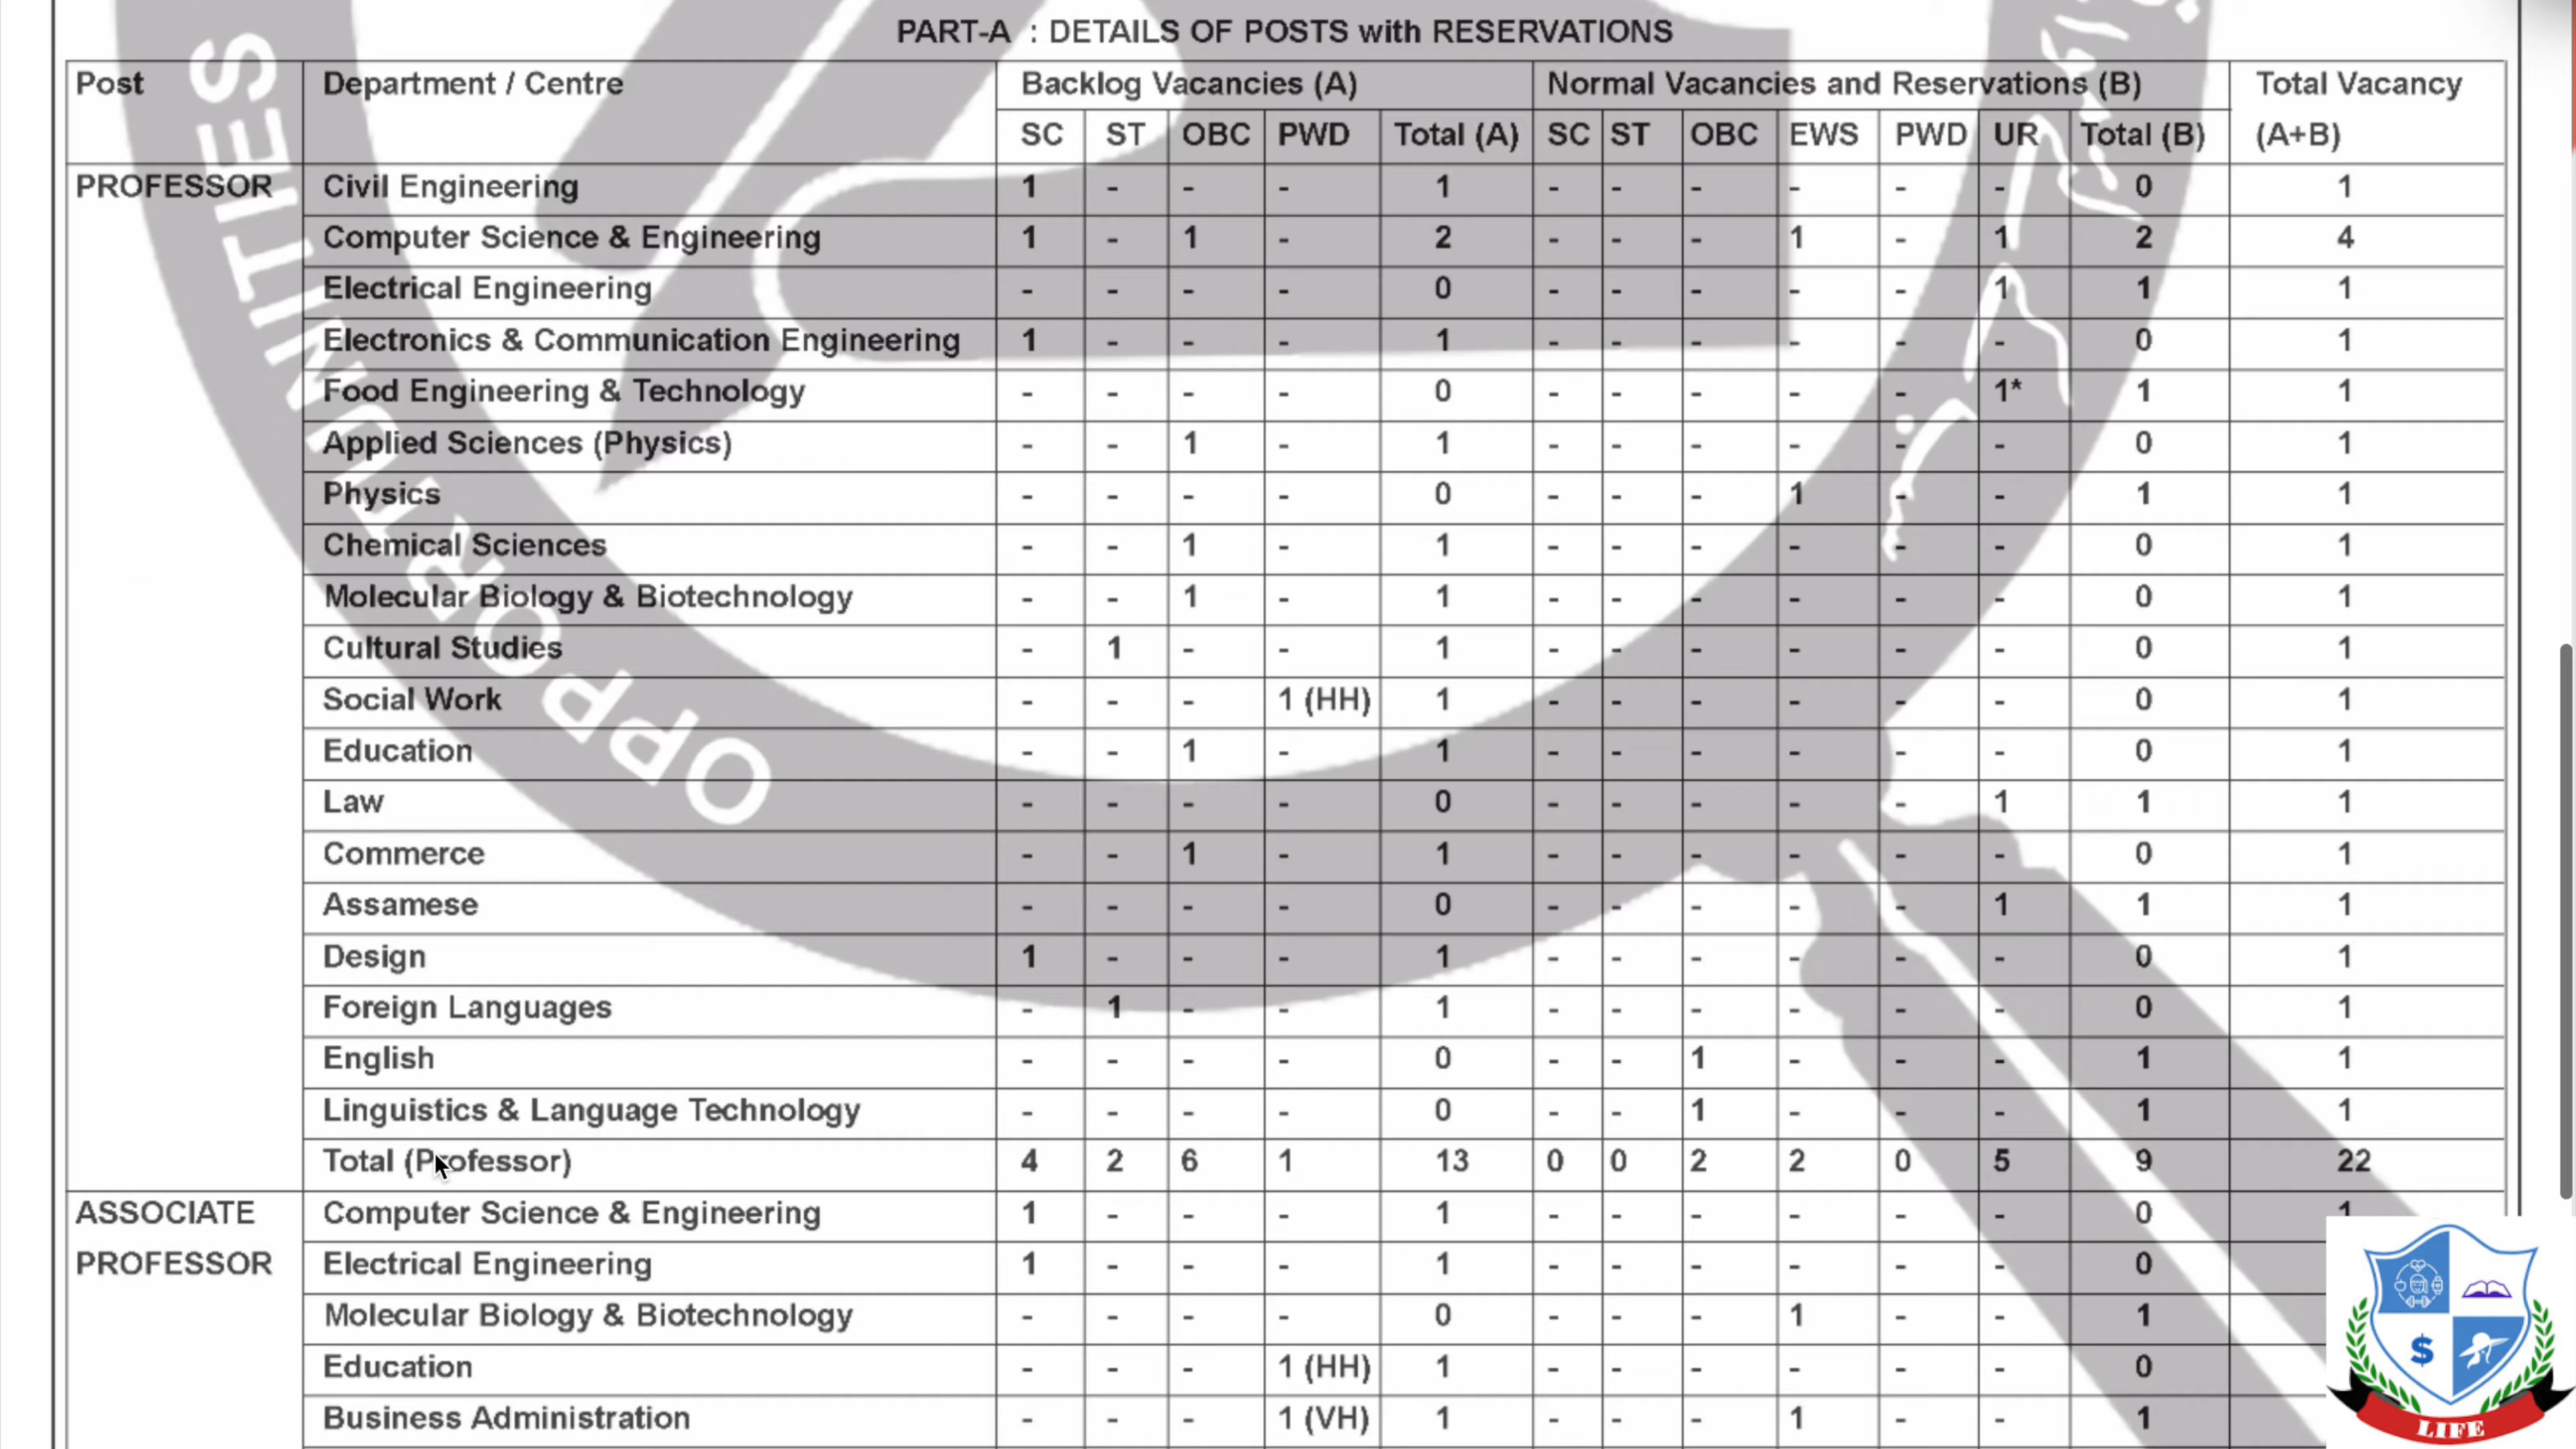 PART-A : DETAILS OF POSTS with RESERVATIONS
Post Department / Centre Backlog Vacancies (A) Normal Vacancies and Reservations (B) Total Vacancy
SC ST OBC PWD Total (A) SC ST OBC EWS PWD UR Total (B) (A+B)
PROFESSOR Civil Engineering 1 - - - 1 - - - - - - 0 1
Computer Science & Engineering 1 - 1 - 2 - - - 1 - 1 2 4
Electrical Engineering - - - - 0 - - - - - 1 1 1
Electronics & Communication Engineering 1 - - - 1 - - - - - - 0 1
Food Engineering & Technology - - - - 0 - - - - - 1* 1 1
Applied Sciences (Physics) - - 1 - 1 - - - - - - 0 1
Physics - - - - 0 - - - 1 - - 1 1
Chemical Sciences - - 1 - 1 - - - - - - 0 1
Molecular Biology & Biotechnology - - 1 - 1 - - - - - - 0 1
Cultural Studies - 1 - - 1 - - - - - - 0 1
Social Work - - - 1 (HH) 1 - - - - - - 0 1
Education - - 1 - 1 - - - - - - 0 1
Law - - - - 0 - - - - - 1 1 1
Commerce - - 1 - 1 - - - - - - 0 1
Assamese - - - - 0 - - - - - 1 1 1
Design 1 - - - 1 - - - - - - 0 1
Foreign Languages - 1 - - 1 - - - - - - 0 1
English - - - - 0 - - 1 - - - 1 1
Linguistics & Language Technology - - - - 0 - - 1 - - - 1 1
Total (Professor) 4 2 6 1 13 0 0 2 2 0 5 9 22
ASSOCIATE Computer Science & Engineering 1 - - - 1 - - - - - - 0 1
PROFESSOR Electrical Engineering 1 - - - 1 - - - - - - 0
Molecular Biology & Biotechnology - - - - 0 - - - 1 - - 1
Education - - - 1 (HH) 1 - - - - - - 0
Business Administration - - - 1 (VH) 1 - - - 1 - - 1
OPPORTUNITIES
$
LIFE